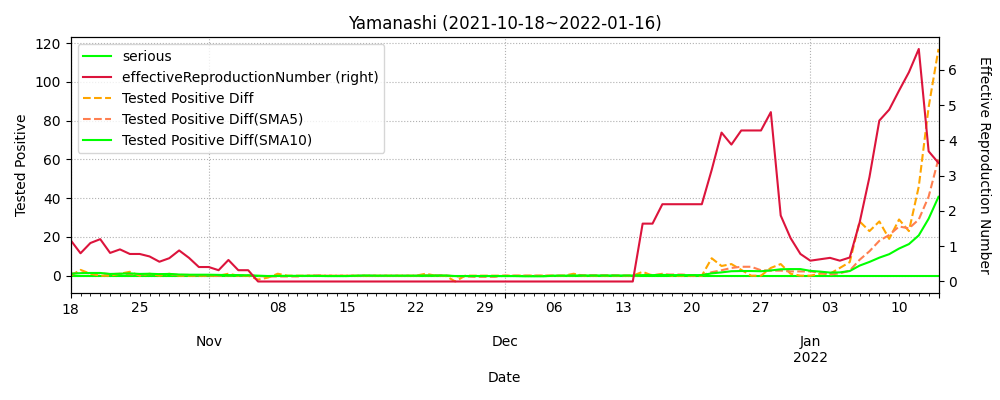 Yamanashi (2021-10-18~2022-01-16)
serious
effectiveReproductionNumber (right)
Tested Positive Diff
Tested Positive Diff(SMA5)
Tested Positive Diff(SMA10)
Tested Positive
120
100
80
60
40
20
0
Effective Reproduction Number
6
5
4
3
2
1
0
18 25 08 15 22 29 06 13 20 27 03 10
Nov Dec Jan
2022
Date